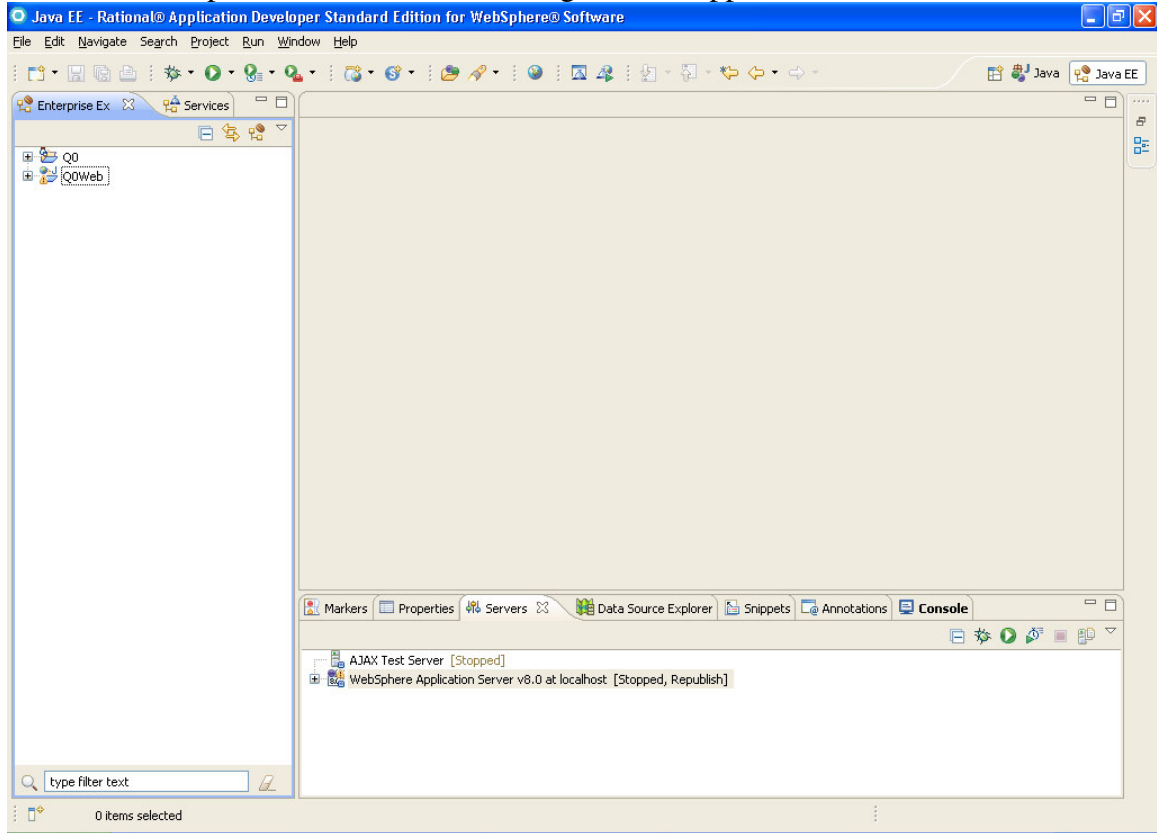 Java EE - Rational® Application Developer Standard Edition for WebSphere® Software
File Edit Navigate Search Project Run Window Help
Java Java EE
Enterprise Ex Services
Q0
Q0Web
Markers Properties Servers Data Source Explorer Snippets Annotations Console
AJAX Test Server [Stopped]
WebSphere Application Server v8.0 at localhost [Stopped, Republish]
type filter text
0 items selected